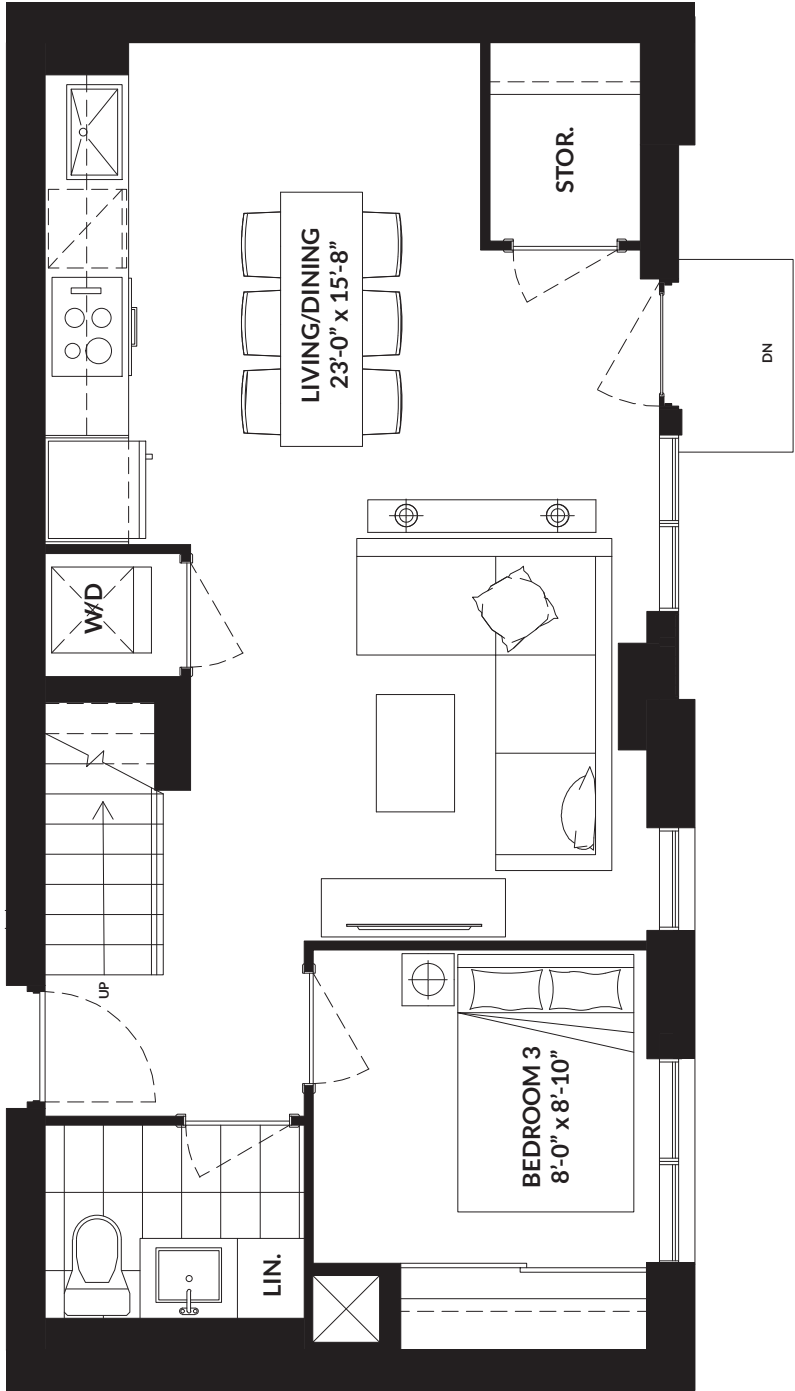 STOR.
LIVING/DINING
23'-0" x 15'-8"
DN
W/D
UP
BEDROOM 3
8'-0" x 8'-10"
LIN.